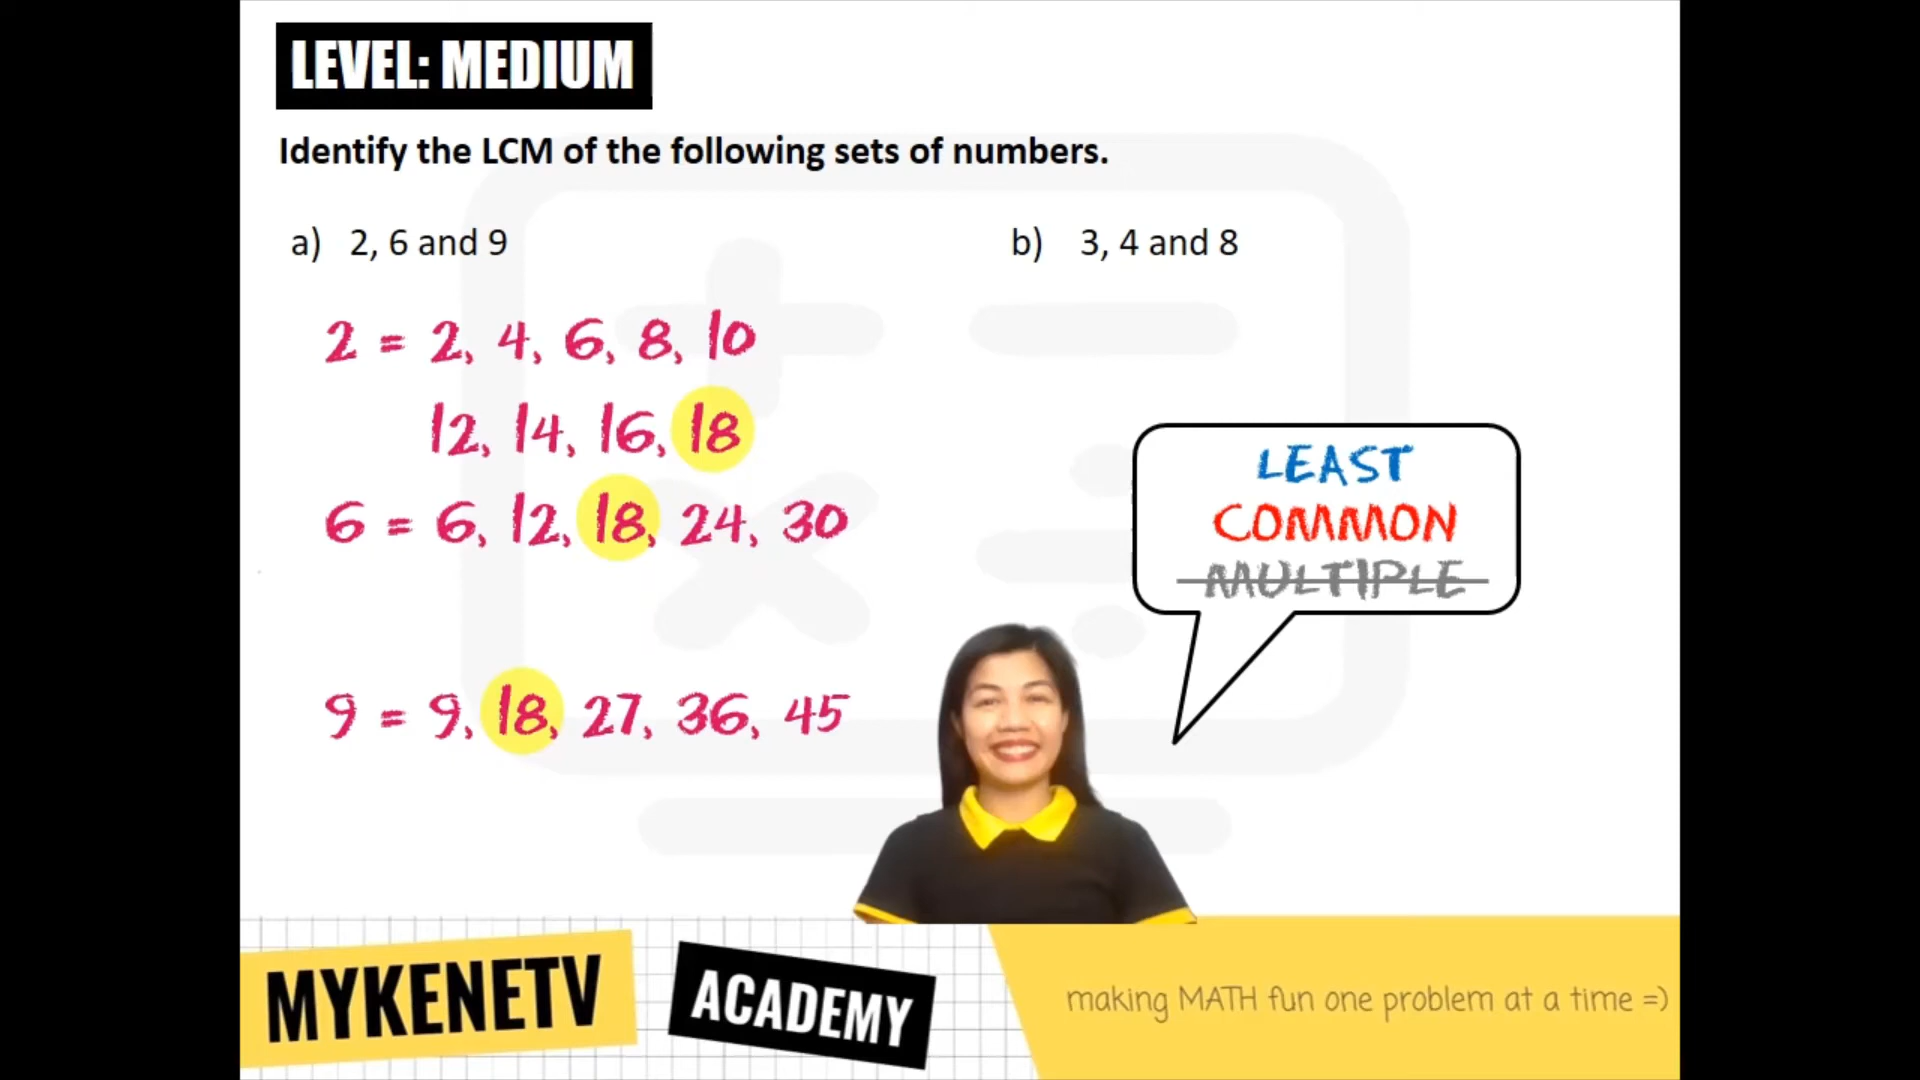 LEVEL: MEDIUM
Identify the LCM of the following sets of numbers.
a) 2, 6 and 9
b) 3, 4 and 8
2 = 2, 4, 6, 8, 10
12, 14, 16, 18
6 = 6, 12, 18, 24, 30
9 = 9, 18, 27, 36, 45
LEAST
COMMON
MULTIPLE
MYKENETV
ACADEMY
making MATH fun one problem at a time =)